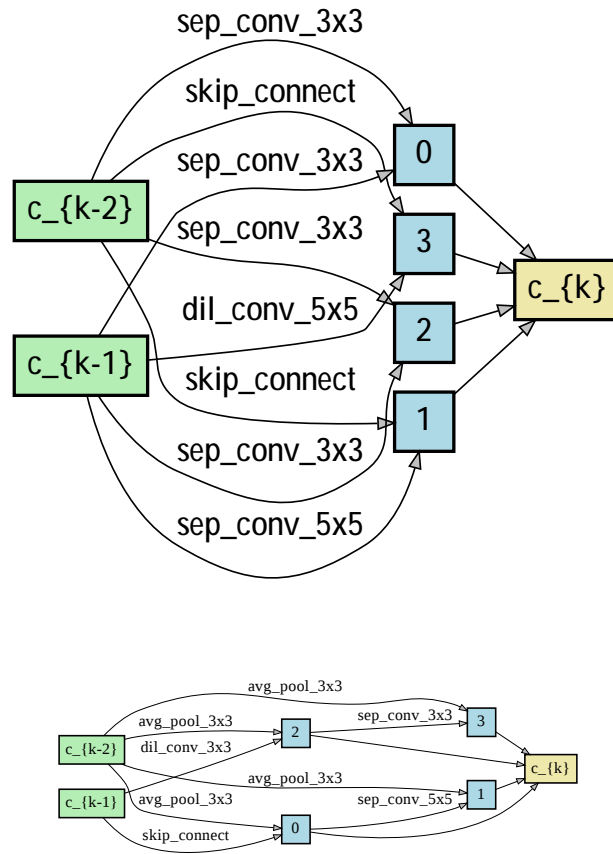 sep_conv_3x3
skip_connect
0
sep_conv_3x3
c_{k-2}
sep_conv_3x3
3
c_{k}
dil_conv_5x5
2
c_{k-1}
skip_connect
1
sep_conv_3x3
sep_conv_5x5
avg_pool_3x3
avg_pool_3x3
sep_conv_3x3
3
2
c_{k-2}
dil_conv_3x3
c_{k}
avg_pool_3x3
1
c_{k-1}
avg_pool_3x3
sep_conv_5x5
0
skip_connect